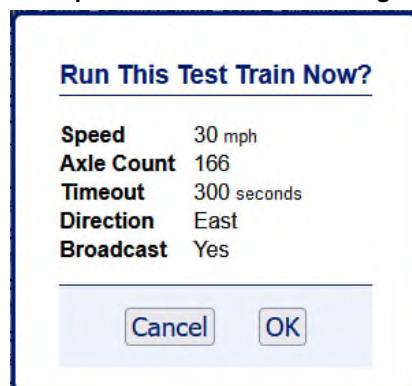 Run This Test Train Now?
Speed 30 mph
Axle Count 166
Timeout 300 seconds
Direction East
Broadcast Yes
Cancel OK